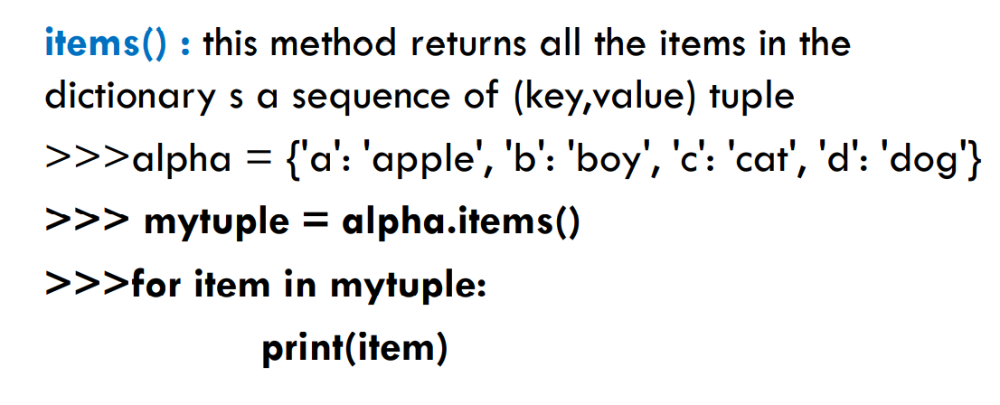 items() : this method returns all the items in the
dictionary s a sequence of (key,value) tuple
>>>alpha = {'a': 'apple', 'b': 'boy', 'c': 'cat', 'd': 'dog'}
>>> mytuple = alpha.items()
>>>for item in mytuple:
print(item)